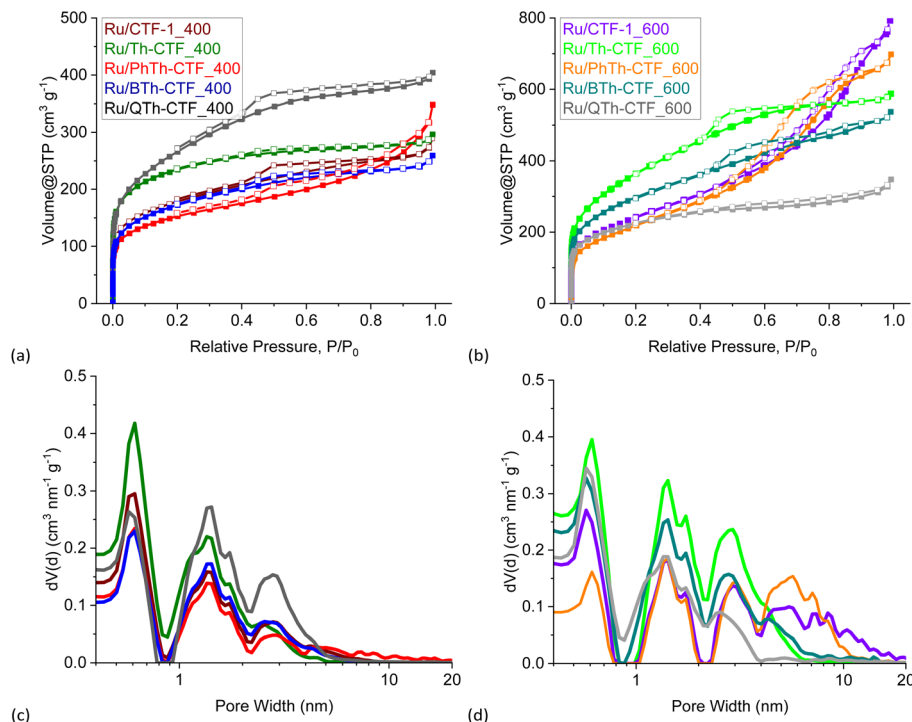 (a)
500
400
300
200
100
0
Volume@STP (cm³ g⁻¹)
Ru/CTF-1_400
Ru/Th-CTF_400
Ru/PhTh-CTF_400
Ru/BTh-CTF_400
Ru/QTh-CTF_400
0.0 0.2 0.4 0.6 0.8 1.0
Relative Pressure, P/P₀
(b)
800
600
400
200
0
Volume@STP (cm³ g⁻¹)
Ru/CTF-1_600
Ru/Th-CTF_600
Ru/PhTh-CTF_600
Ru/BTh-CTF_600
Ru/QTh-CTF_600
0.0 0.2 0.4 0.6 0.8 1.0
Relative Pressure, P/P₀
(c)
0.5
0.4
0.3
0.2
0.1
0.0
dV(d) (cm³ nm⁻¹ g⁻¹)
1 10 20
Pore Width (nm)
(d)
0.5
0.4
0.3
0.2
0.1
0.0
dV(d) (cm³ nm⁻¹ g⁻¹)
1 10 20
Pore Width (nm)